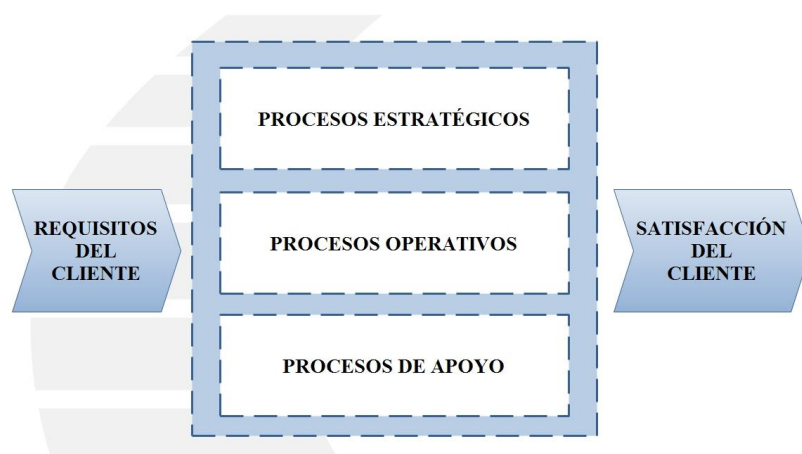 PROCESOS ESTRATÉGICOS
REQUISITOS
DEL
CLIENTE
PROCESOS OPERATIVOS
SATISFACCIÓN
DEL
CLIENTE
PROCESOS DE APOYO